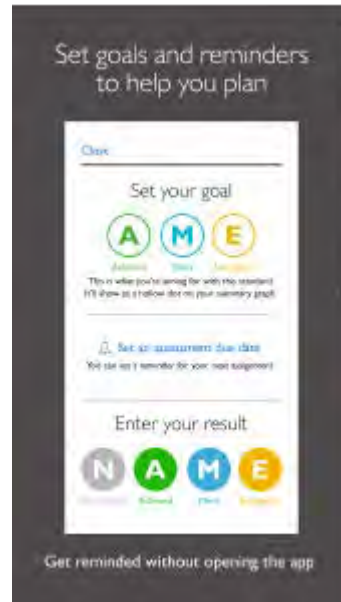 Set goals and reminders
to help you plan
Close
Set your goal
A M E
Achieved Merit Excellence
This is what you're aiming for with this standard.
It'll show as a hollow dot on your summary graph
Set an assessment due date
You can set a reminder for your next assignment
Enter your result
N A M E
Achieved Merit Excellence
Get reminded without opening the app